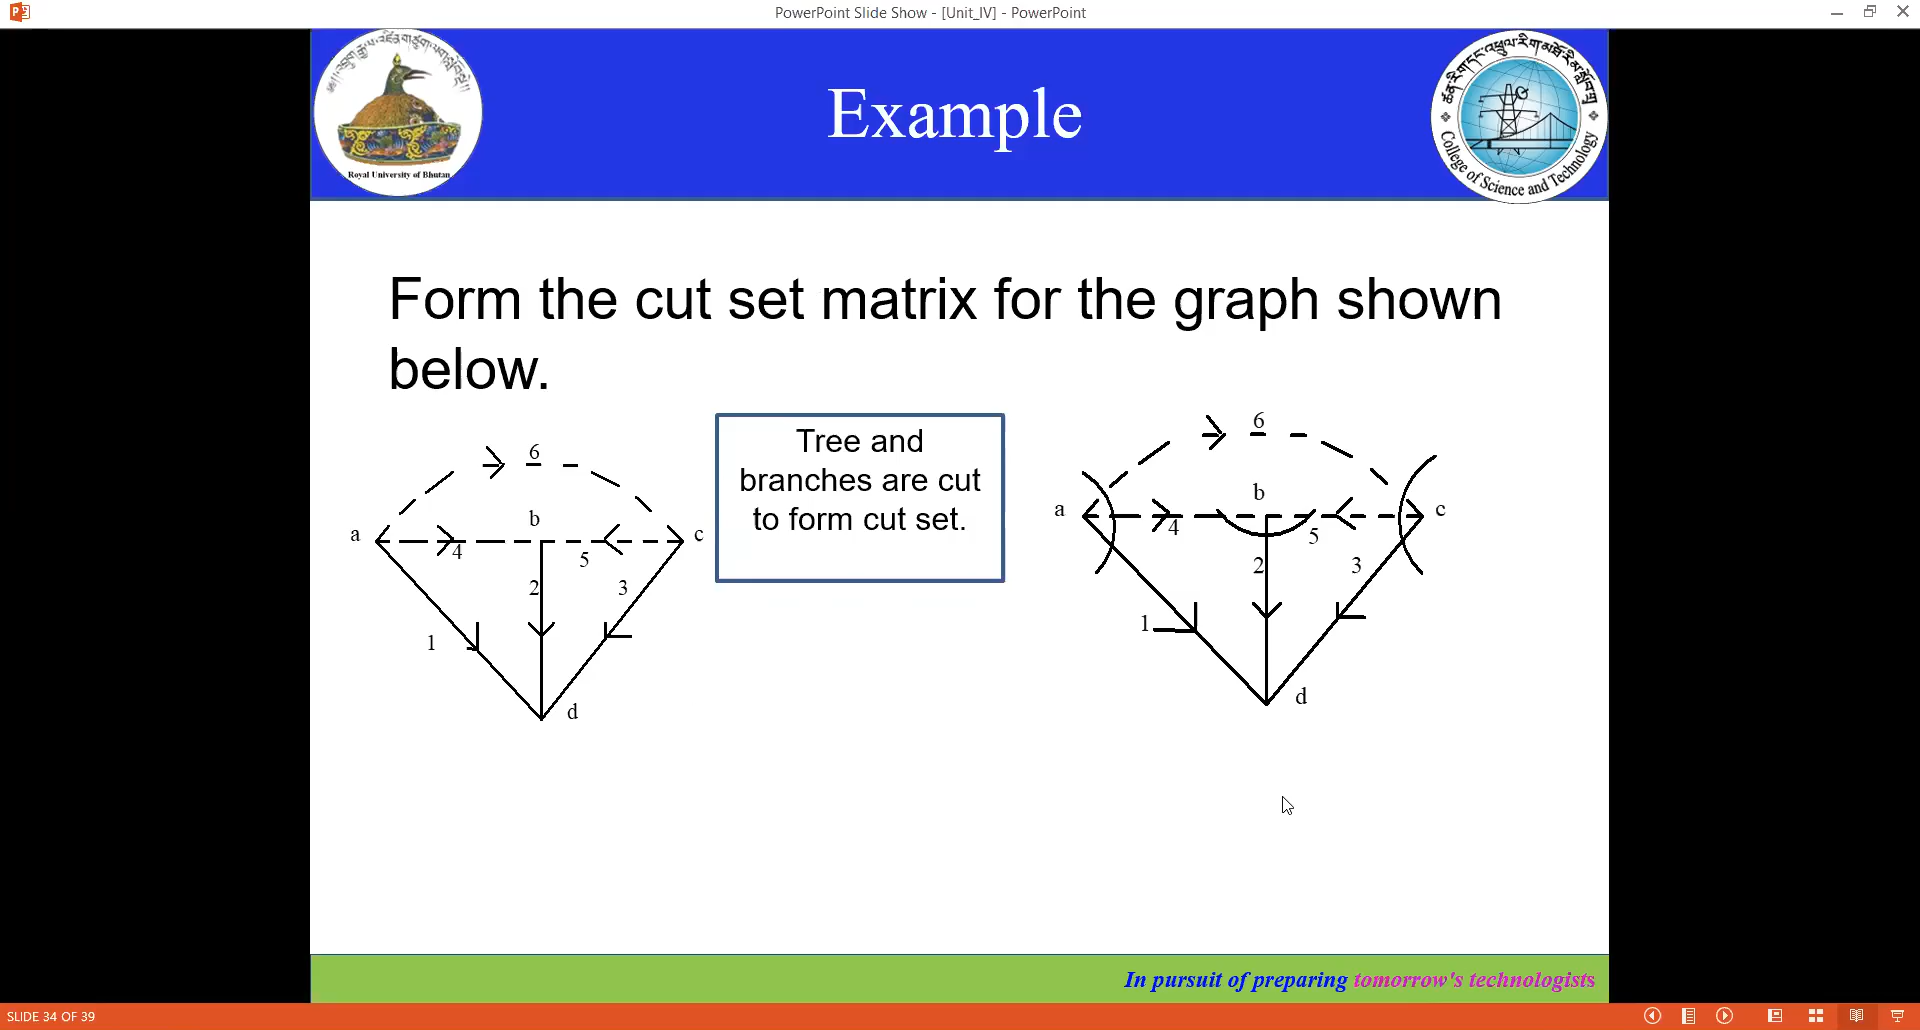 PowerPoint Slide Show - [Unit_IV] - PowerPoint
Royal University of Bhutan
Example
College of Science and Technology
Form the cut set matrix for the graph shown
below.
6
a
b
c
4
5
2
3
1
d
Tree and
branches are cut
to form cut set.
6
b
a
c
4
5
2
3
1
d
In pursuit of preparing tomorrow's technologists
SLIDE 34 OF 39